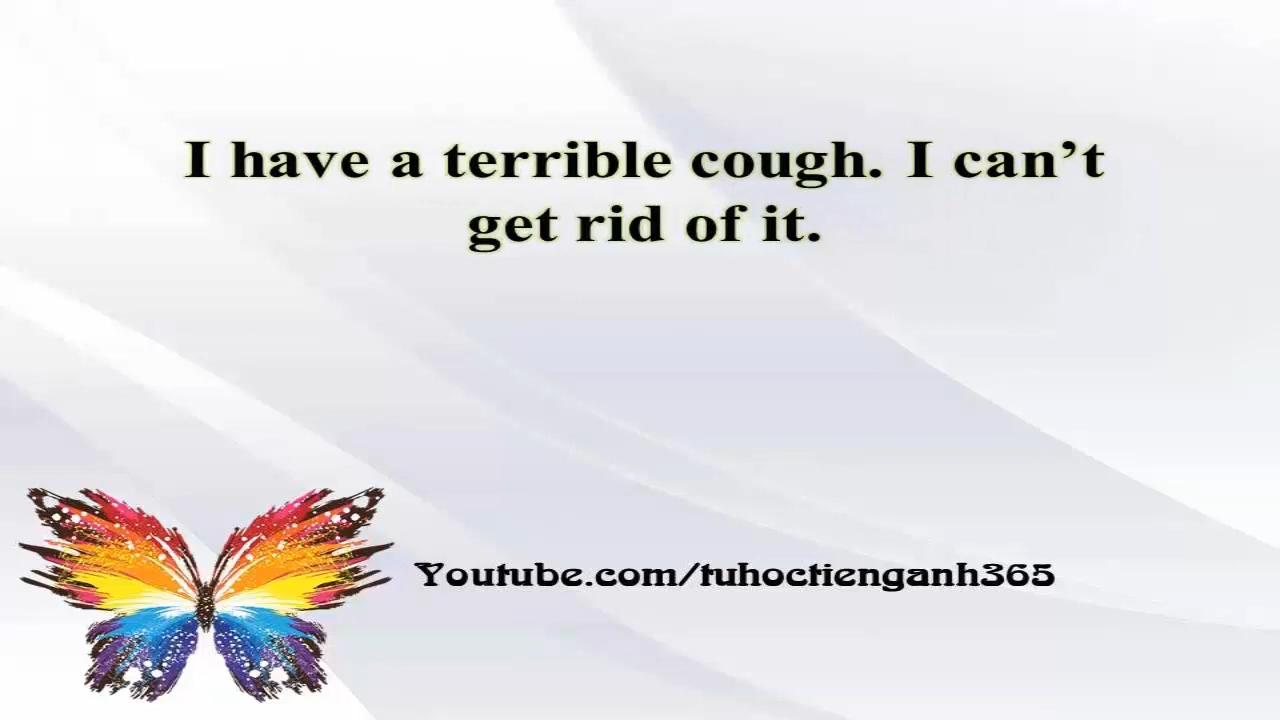 I have a terrible cough. I can’t
get rid of it.
Youtube.com/tuhoctienganh365